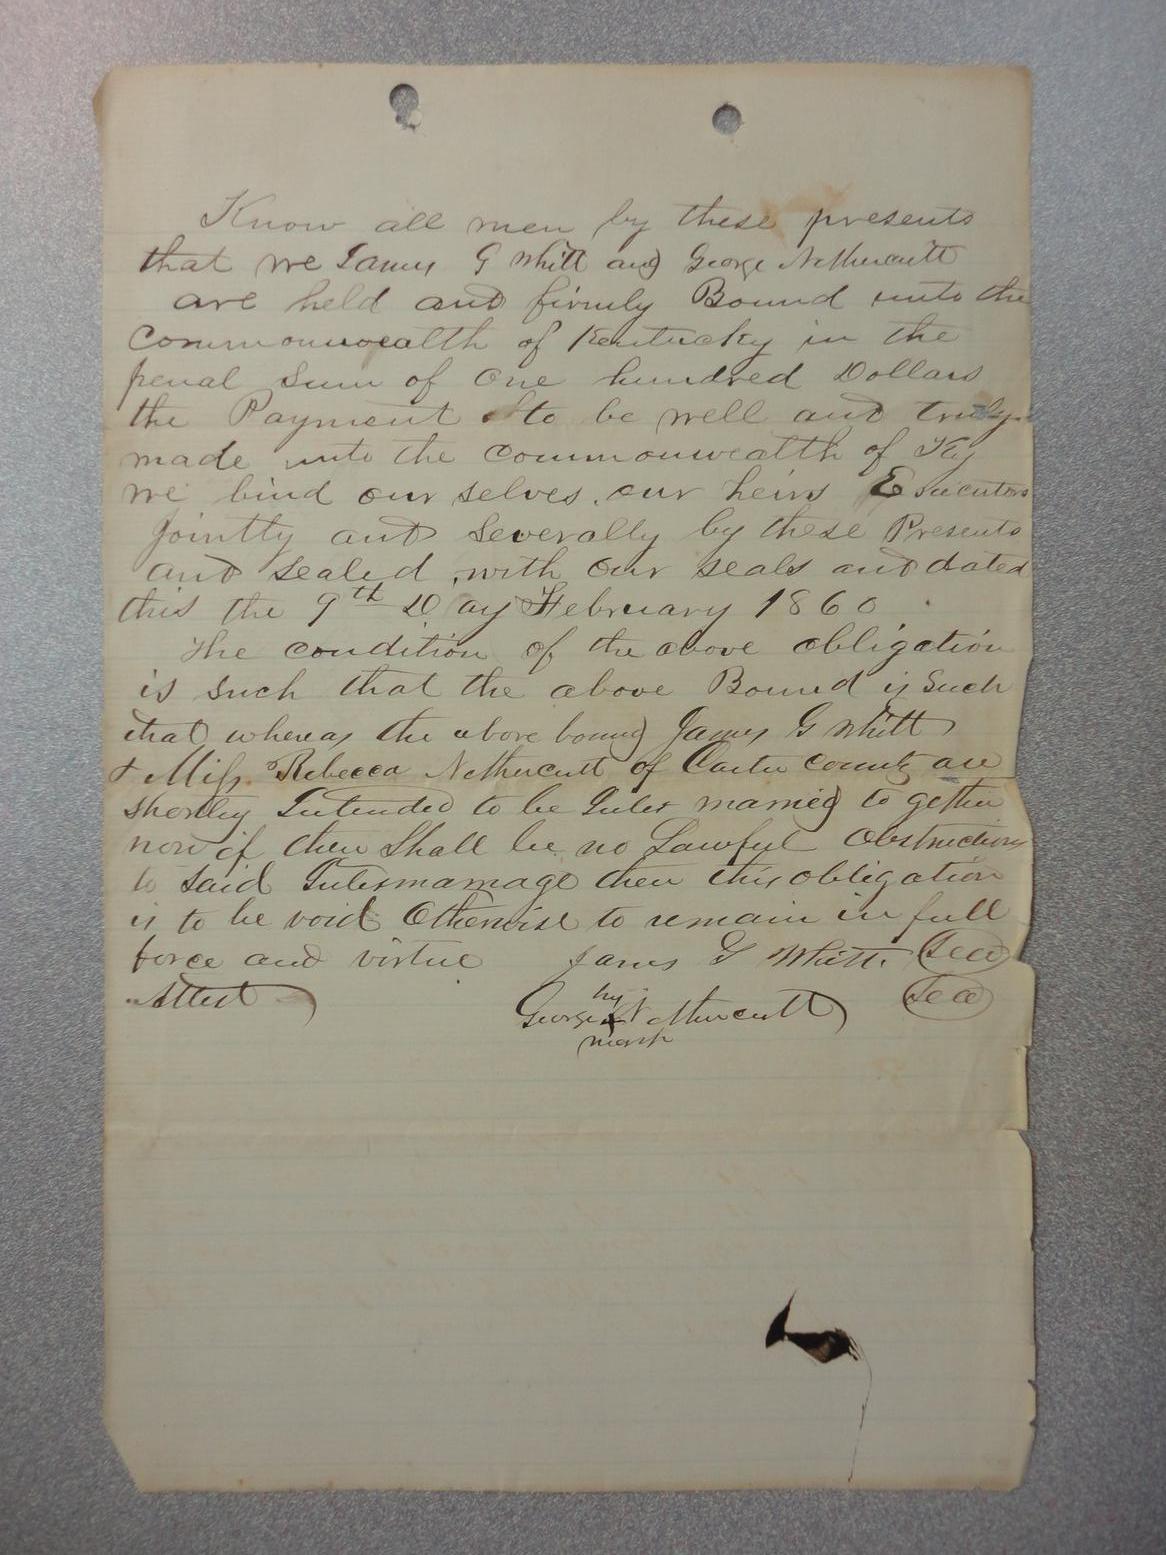 Know all men by these presents
that we James G Whitt and George Nethercutt
are held and firmly Bound unto the
Commonwealth of Kentucky in the
penal Sum of One hundred Dollars
the Payment to be well and truly
made unto the Commonwealth of Ky
we bind our selves our heirs Executors
Jointly and Severally by these Presents
and Sealed with our seals and dated
this the 9th Day February 1860
The condition of the above obligation
is such that the above Bound is Such
that whereas the above bound James G Whitt
+ Miss Rebecca Nethercutt of Carter county are
shortley Intended to be Inter married to gether
now if their Shall be no Lawful Obstructions
to said Intermarriage then this obligation
is to be void Otherwise to remain in full
force and virtue James G Whitt Seal
Attest his Seal
George X Nethercutt
mark